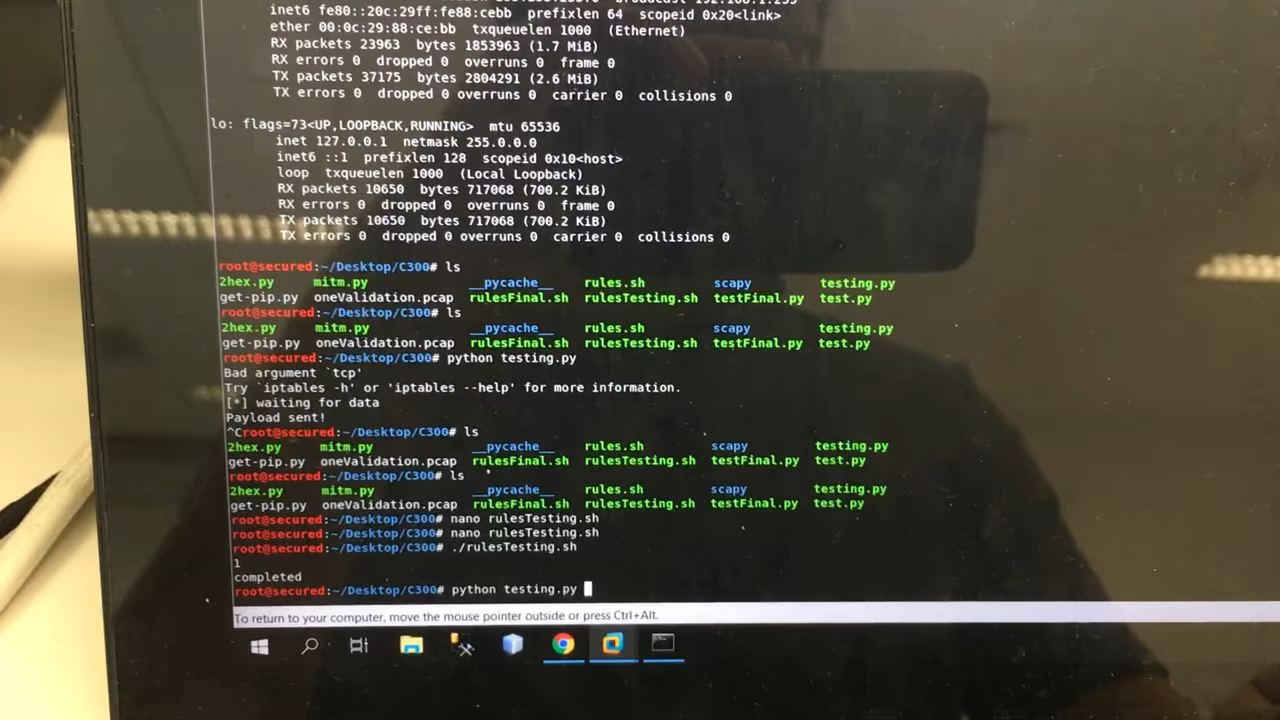 inet6 fe80::20c:29ff:fe88:cebb  prefixlen 64  scopeid 0x20<link>
ether 00:0c:29:88:ce:bb  txqueuelen 1000  (Ethernet)
RX packets 23963  bytes 1853963 (1.7 MiB)
RX errors 0  dropped 0  overruns 0  frame 0
TX packets 37175  bytes 2804291 (2.6 MiB)
TX errors 0  dropped 0 overruns 0  carrier 0  collisions 0
lo: flags=73<UP,LOOPBACK,RUNNING>  mtu 65536
inet 127.0.0.1  netmask 255.0.0.0
inet6 ::1  prefixlen 128  scopeid 0x10<host>
loop  txqueuelen 1000  (Local Loopback)
RX packets 10650  bytes 717068 (700.2 KiB)
RX errors 0  dropped 0  overruns 0  frame 0
TX packets 10650  bytes 717068 (700.2 KiB)
TX errors 0  dropped 0 overruns 0  carrier 0  collisions 0
root@secured:~/Desktop/C300# ls
2hex.py     mitm.py             __pycache__    rules.sh         scapy         testing.py
get-pip.py  oneValidation.pcap  rulesFinal.sh  rulesTesting.sh  testFinal.py  test.py
root@secured:~/Desktop/C300# ls
2hex.py     mitm.py             __pycache__    rules.sh         scapy         testing.py
get-pip.py  oneValidation.pcap  rulesFinal.sh  rulesTesting.sh  testFinal.py  test.py
root@secured:~/Desktop/C300# python testing.py
Bad argument `tcp'
Try `iptables -h' or 'iptables --help' for more information.
[*] waiting for data
Payload sent!
^Croot@secured:~/Desktop/C300# ls
2hex.py     mitm.py             __pycache__    rules.sh         scapy         testing.py
get-pip.py  oneValidation.pcap  rulesFinal.sh  rulesTesting.sh  testFinal.py  test.py
root@secured:~/Desktop/C300# ls
2hex.py     mitm.py             __pycache__    rules.sh         scapy         testing.py
get-pip.py  oneValidation.pcap  rulesFinal.sh  rulesTesting.sh  testFinal.py  test.py
root@secured:~/Desktop/C300# nano rulesTesting.sh
root@secured:~/Desktop/C300# nano rulesTesting.sh
root@secured:~/Desktop/C300# ./rulesTesting.sh
1
completed
root@secured:~/Desktop/C300# python testing.py
To return to your computer, move the mouse pointer outside or press Ctrl+Alt.